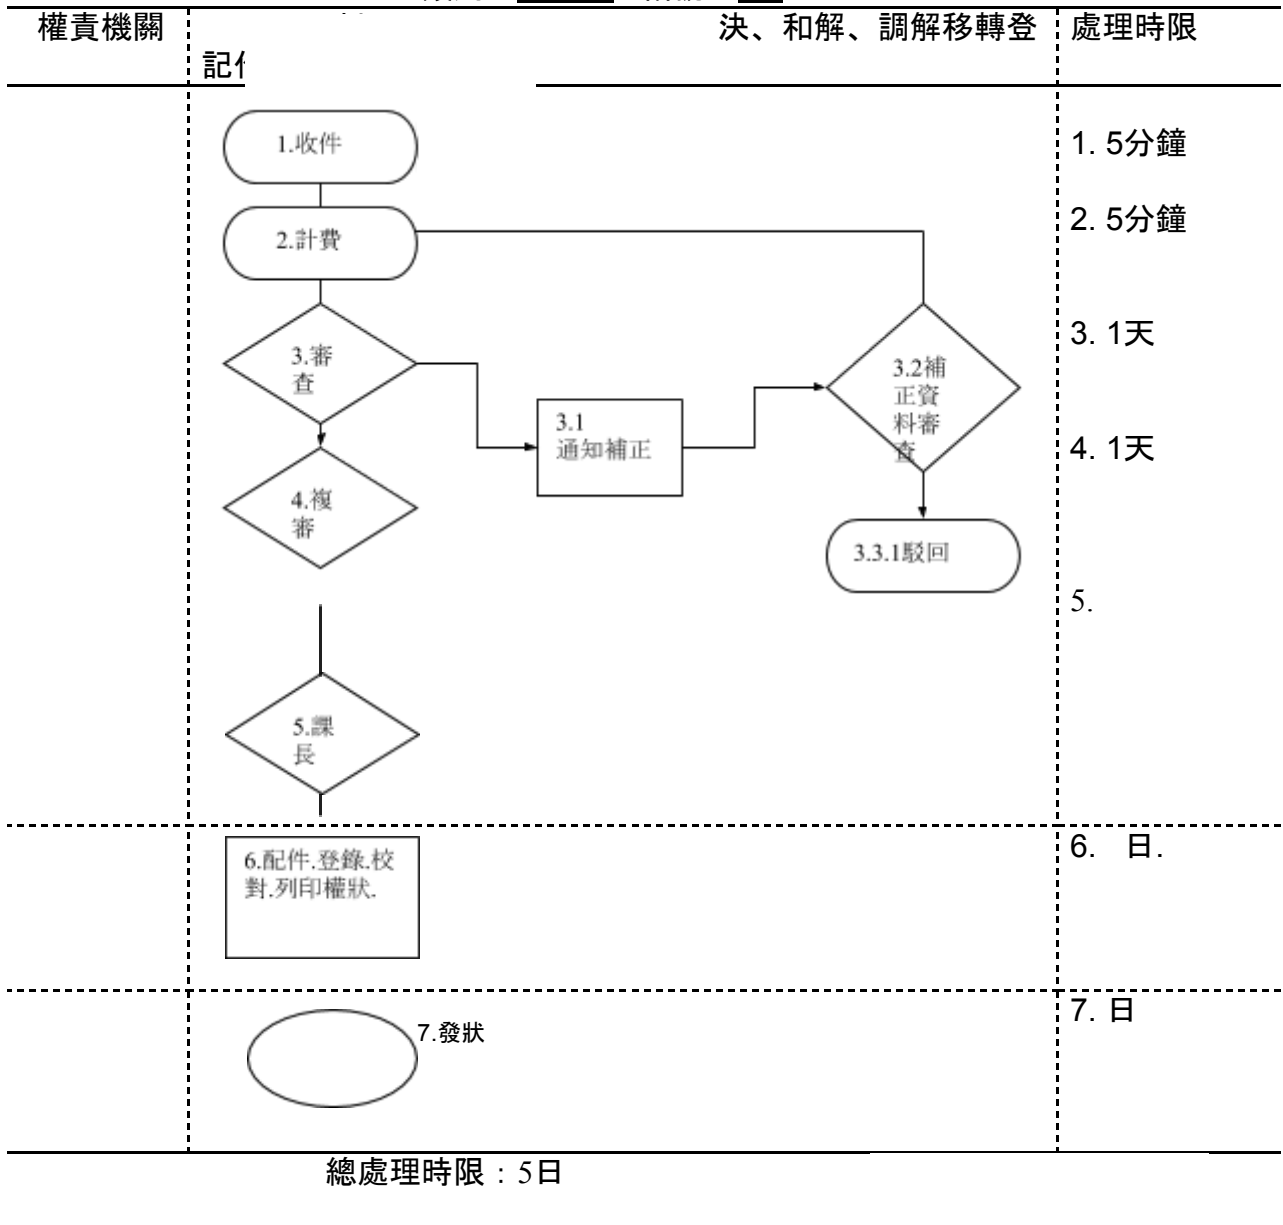 權責機關
決、和解、調解移轉登
記
處理時限
1.收件
1. 5分鐘
2.計費
2. 5分鐘
3.審
查
3. 1天
3.1
通知補正
3.2補
正資
料審
查
4.複
審
4. 1天
3.3.1駁回
5.
5.課
長
6.配件.登錄.校
對.列印權狀.
6. 日.
7.發狀
7. 日
總處理時限：5日